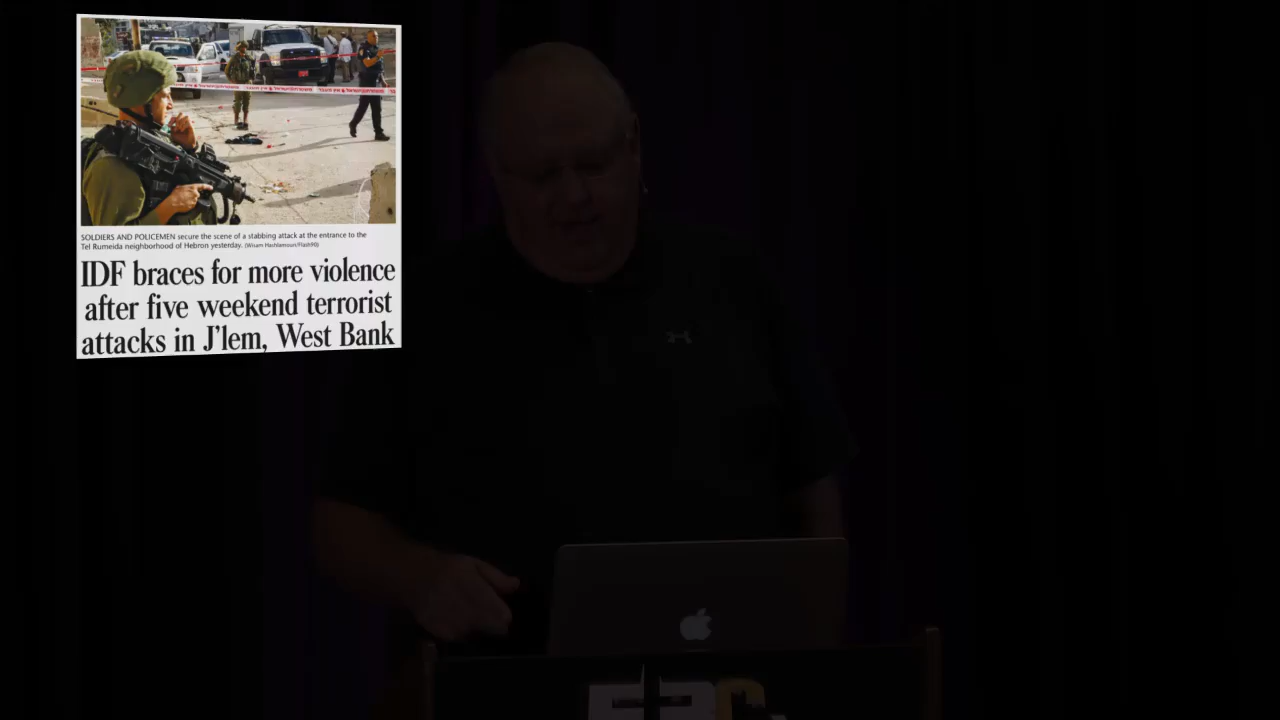 SOLDIERS AND POLICEMEN secure the scene of a stabbing attack at the entrance to the
Tel Rumeida neighborhood of Hebron yesterday. (Wisam Hashlamoun/Flash90)
IDF braces for more violence
after five weekend terrorist
attacks in J'lem, West Bank